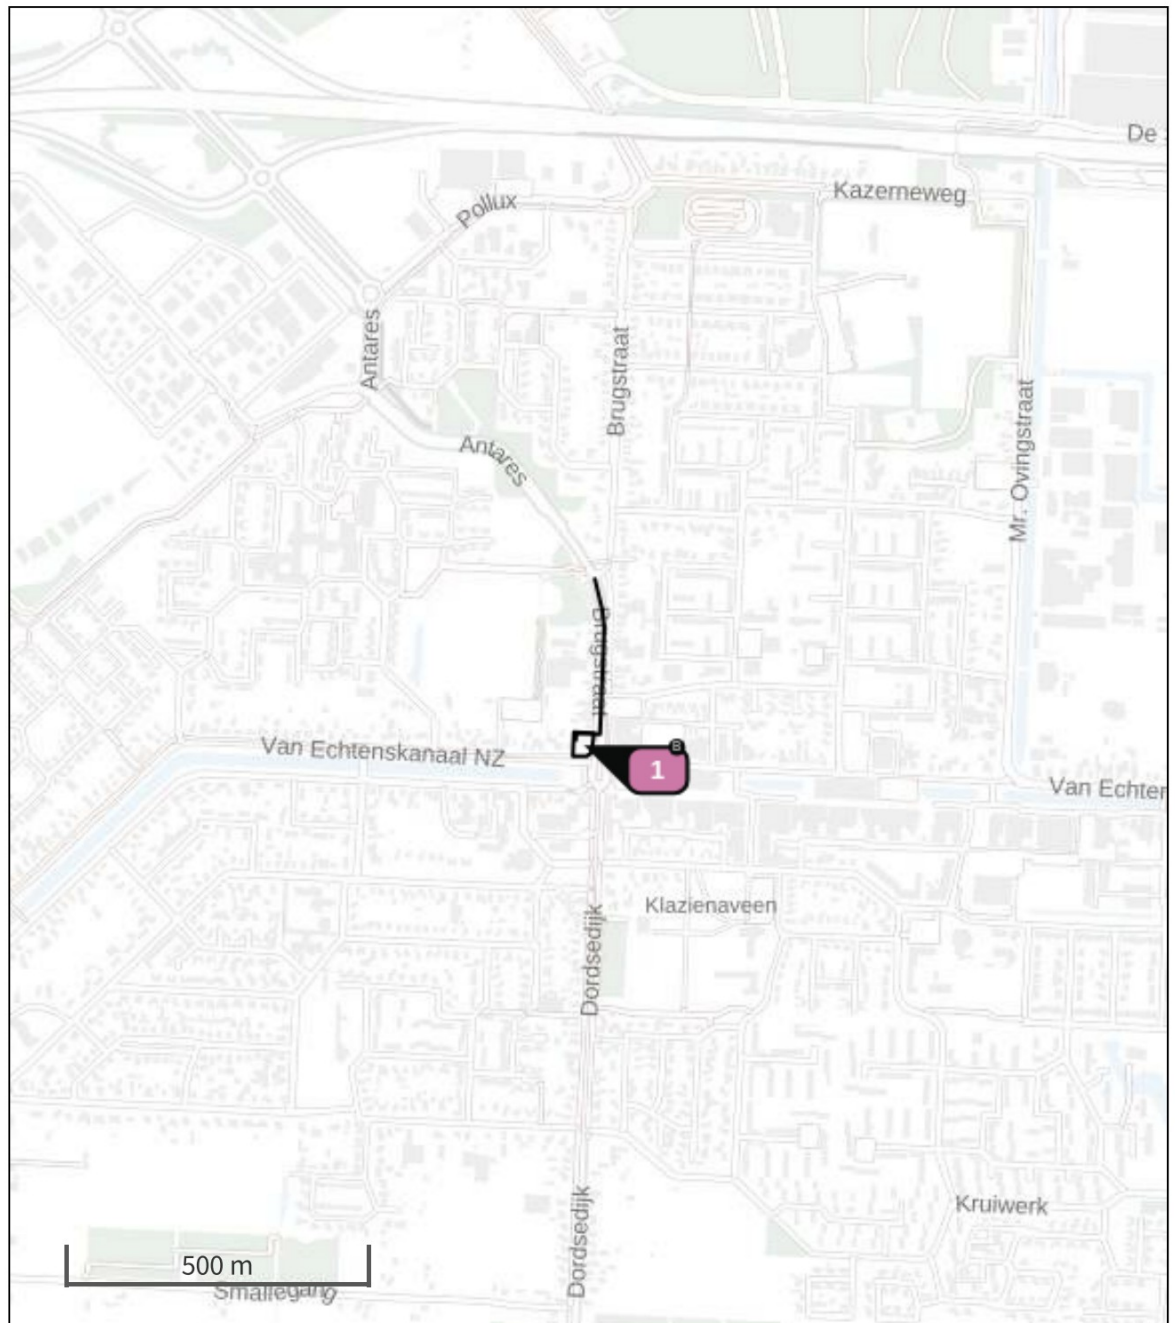 De
Kazerneweg
Pollux
Antares
Brugstraat
Mr. Ovingstraat
Antares
Brugstraat
Van Echtenskanaal NZ
B
1
Van Echter
Klazienaveen
Dordsedijk
Dordsedijk
Kruiwerk
500 m
Smallegang